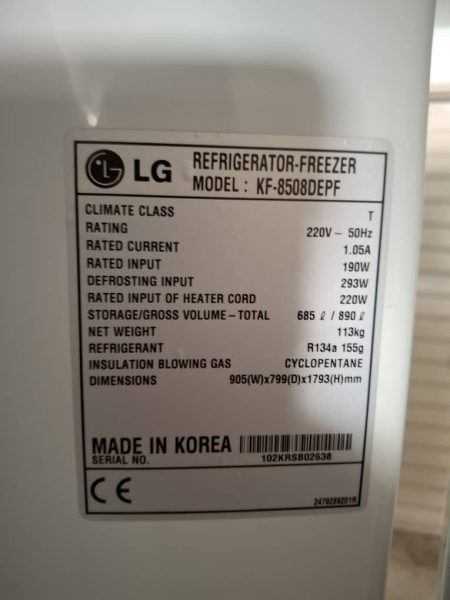 LG REFRIGERATOR-FREEZER
MODEL : KF-8508DEPF
CLIMATE CLASS T
RATING 220V ~ 50Hz
RATED CURRENT 1.05A
RATED INPUT 190W
DEFROSTING INPUT 293W
RATED INPUT OF HEATER CORD 220W
STORAGE/GROSS VOLUME – TOTAL 685 ℓ / 890 ℓ
NET WEIGHT 113kg
REFRIGERANT R134a 155g
INSULATION BLOWING GAS CYCLOPENTANE
DIMENSIONS 905(W)x799(D)x1793(H)mm
MADE IN KOREA
SERIAL NO. 102KRSB02638
CE
2479289201R